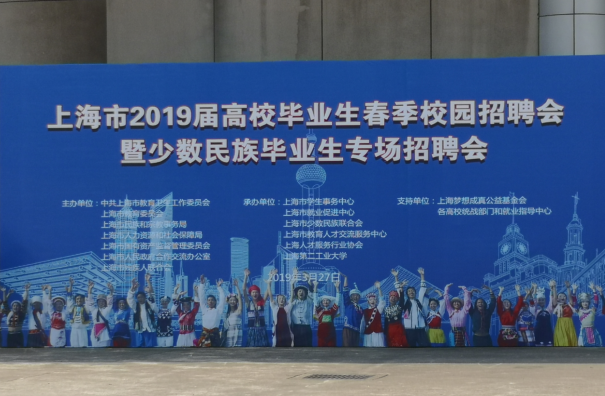 上海市2019届高校毕业生春季校园招聘会
暨少数民族毕业生专场招聘会
主办单位：中共上海市教育卫生工作委员会
上海市教育委员会
上海市民族和宗教事务局
上海市人力资源和社会保障局
上海市国有资产监督管理委员会
上海市人民政府合作交流办公室
上海市残疾人联合会
承办单位：上海市学生事务中心
上海市就业促进中心
上海市少数民族联合会
上海市教育人才交流服务中心
上海人才服务行业协会
上海第二工业大学
支持单位：上海梦想成真公益基金会
各高校统战部门和就业指导中心
2019年3月27日